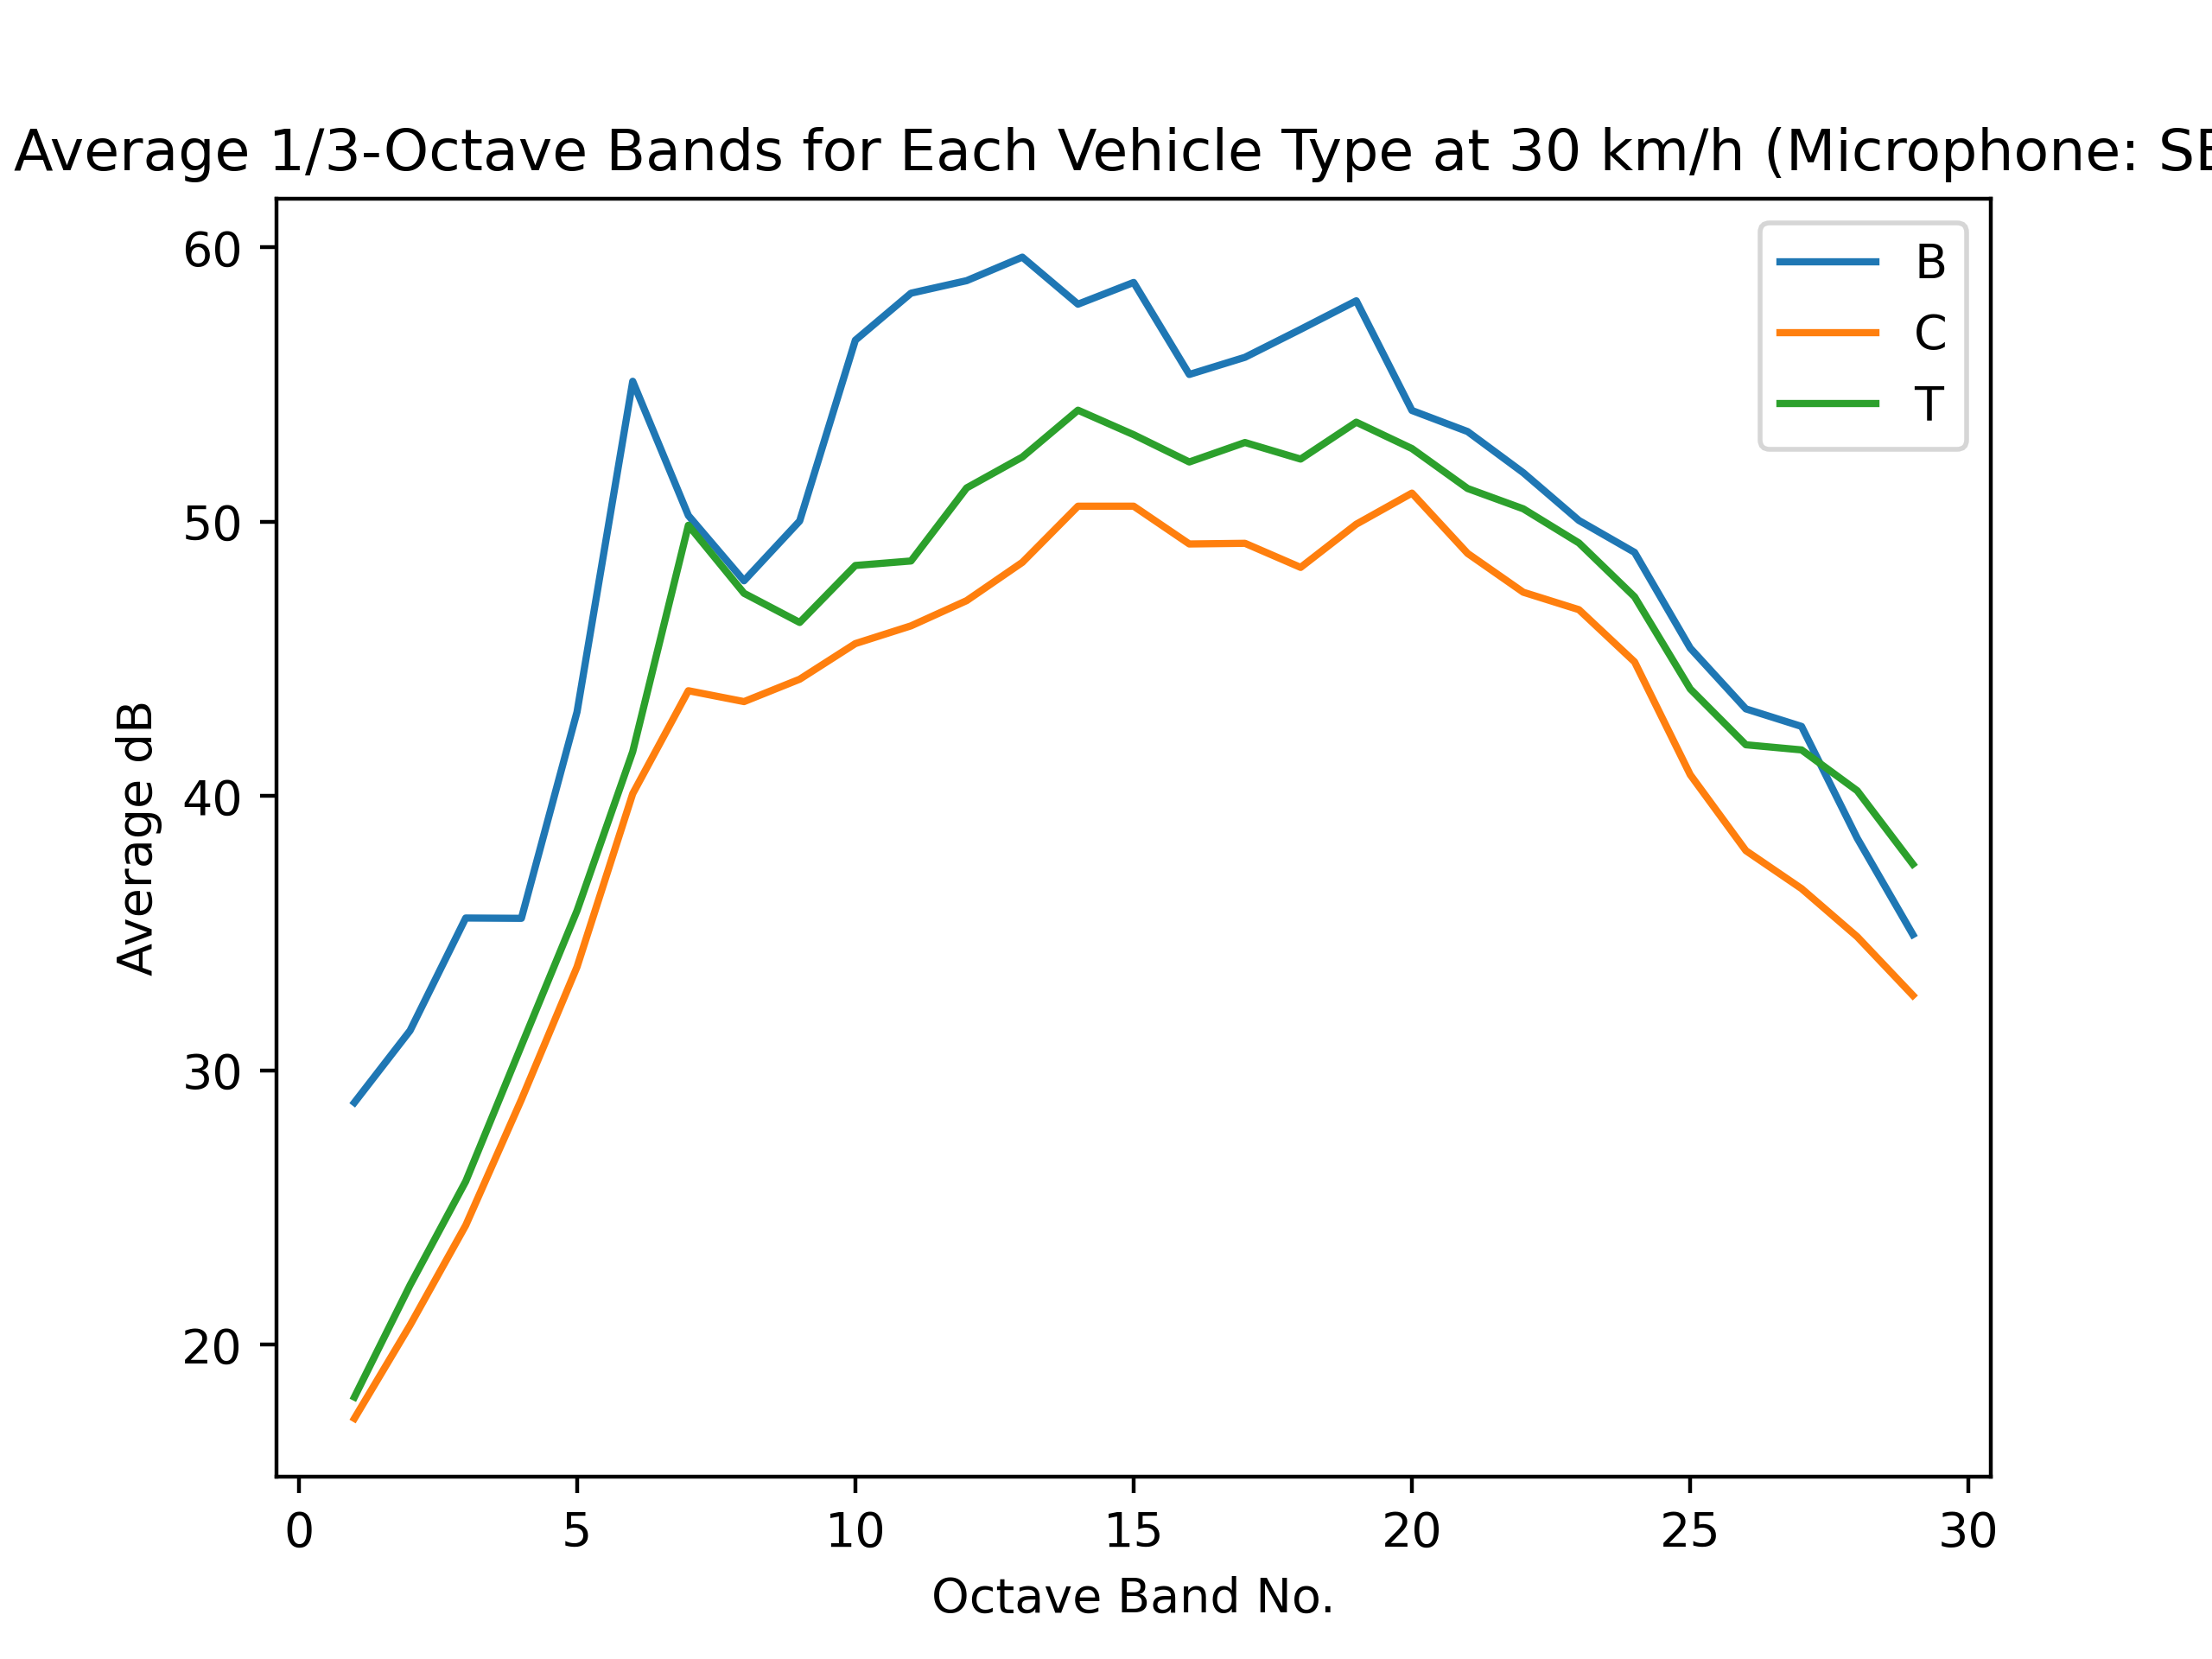 Average 1/3-Octave Bands for Each Vehicle Type at 30 km/h (Microphone:
B
C
T
60
50
40
30
20
Average dB
0 5 10 15 20 25 30
Octave Band No.